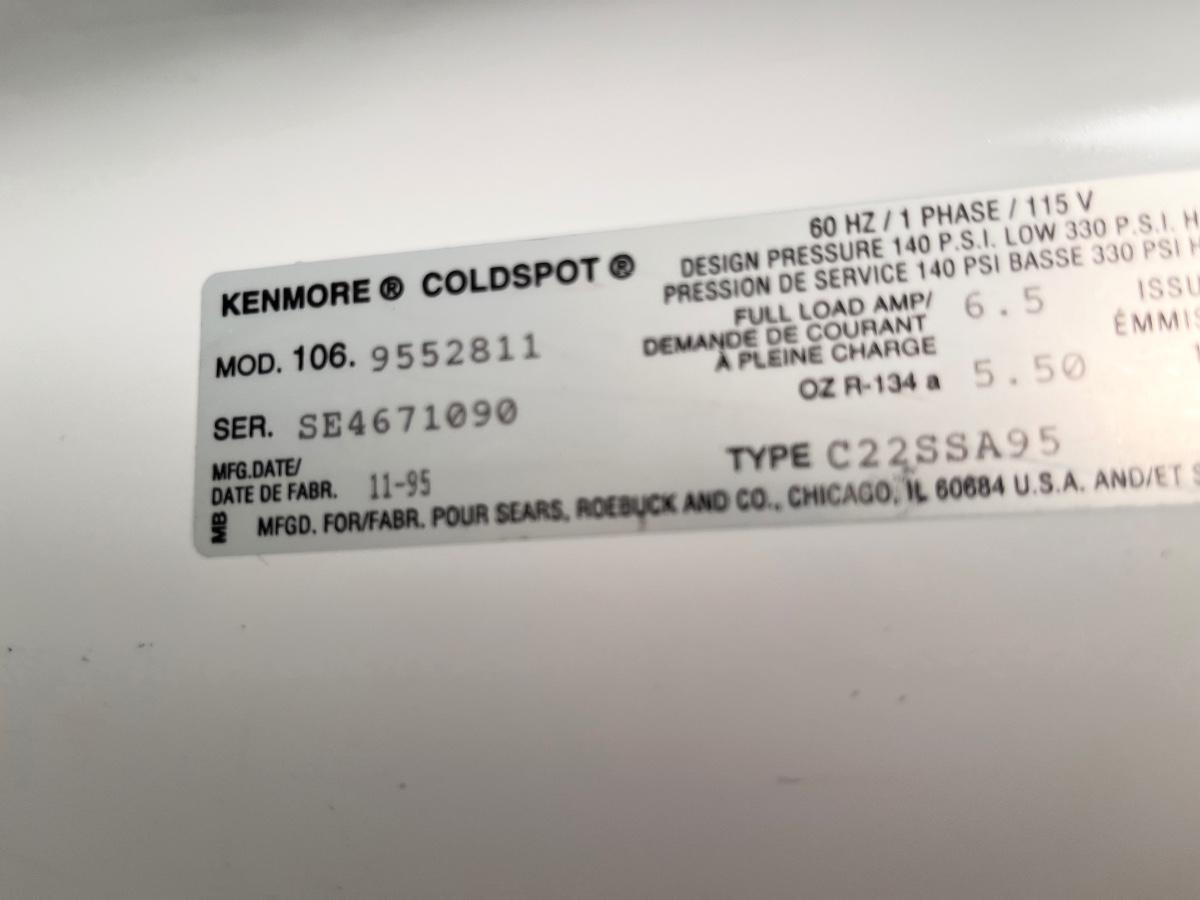 60 HZ / 1 PHASE / 115 V
KENMORE ® COLDSPOT ®
DESIGN PRESSURE 140 P.S.I. LOW 330 P.S.I. H
PRESSION DE SERVICE 140 PSI BASSE 330 PSI H
MOD. 106. 9552811
FULL LOAD AMP/ 6.5
DEMANDE DE COURANT
À PLEINE CHARGE
ISSU
ÉMMIS
OZ R-134 a 5.50
SER. SE4671090
TYPE C22SSA95
MFG.DATE/
DATE DE FABR. 11-95
MB MFGD. FOR/FABR. POUR SEARS, ROEBUCK AND CO., CHICAGO, IL 60684 U.S.A. AND/ET S